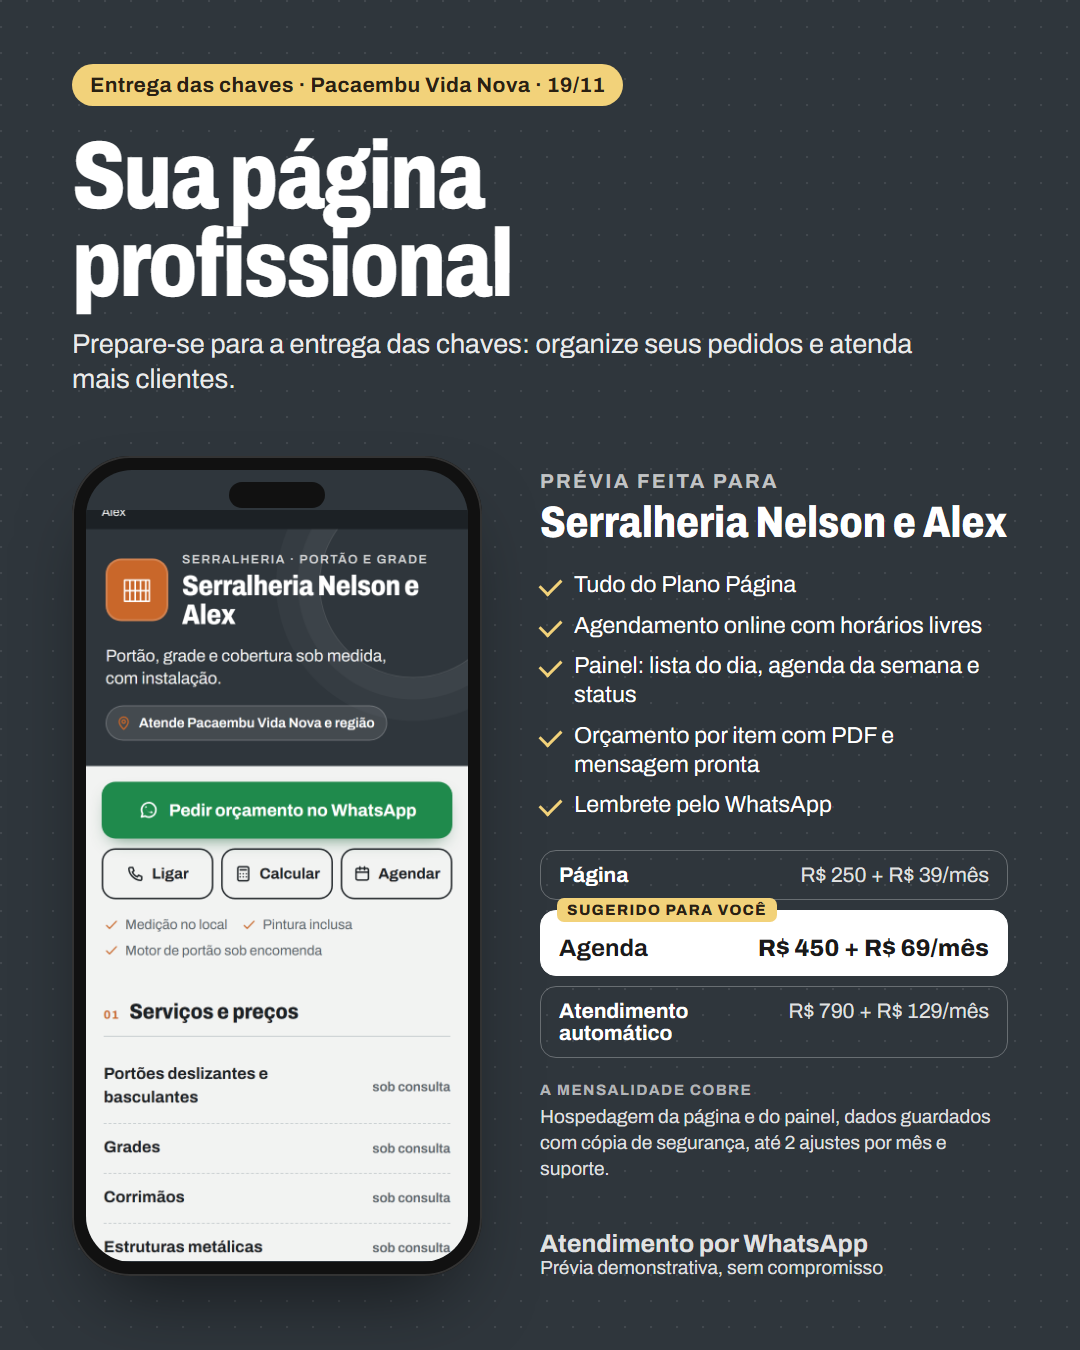 Entrega das chaves · Pacaembu Vida Nova · 19/11
Sua página
profissional
Prepare-se para a entrega das chaves: organize seus pedidos e atenda
mais clientes.
Alex
SERRALHERIA · PORTÃO E GRADE
Serralheria Nelson e
Alex
Portão, grade e cobertura sob medida,
com instalação.
Atende Pacaembu Vida Nova e região
Pedir orçamento no WhatsApp
Ligar
Calcular
Agendar
Medição no local
Pintura inclusa
Motor de portão sob encomenda
01 Serviços e preços
Portões deslizantes e
basculantes
sob consulta
Grades
sob consulta
Corrimãos
sob consulta
Estruturas metálicas
sob consulta
PRÉVIA FEITA PARA
Serralheria Nelson e Alex
Tudo do Plano Página
Agendamento online com horários livres
Painel: lista do dia, agenda da semana e
status
Orçamento por item com PDF e
mensagem pronta
Lembrete pelo WhatsApp
Página R$ 250 + R$ 39/mês
SUGERIDO PARA VOCÊ
Agenda R$ 450 + R$ 69/mês
Atendimento
automático
R$ 790 + R$ 129/mês
A MENSALIDADE COBRE
Hospedagem da página e do painel, dados guardados
com cópia de segurança, até 2 ajustes por mês e
suporte.
Atendimento por WhatsApp
Prévia demonstrativa, sem compromisso